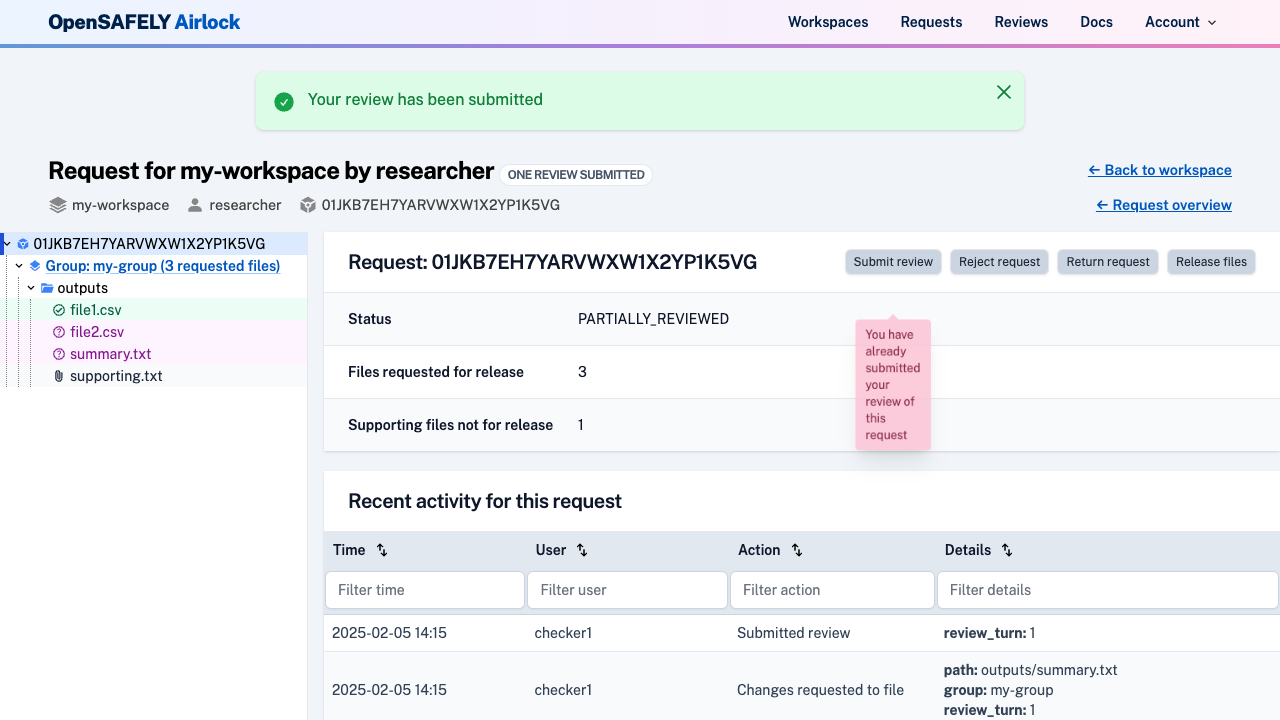 OpenSAFELY Airlock
Workspaces Requests Reviews Docs Account
Your review has been submitted
Request for my-workspace by researcher ONE REVIEW SUBMITTED
← Back to workspace
my-workspace researcher 01JKB7EH7YARVWXW1X2YP1K5VG
← Request overview
01JKB7EH7YARVWXW1X2YP1K5VG
Group: my-group (3 requested files)
outputs
file1.csv
file2.csv
summary.txt
supporting.txt
Request: 01JKB7EH7YARVWXW1X2YP1K5VG
Submit review Reject request Return request Release files
Status PARTIALLY_REVIEWED
Files requested for release 3
Supporting files not for release 1
You have
already
submitted
your
review of
this
request
Recent activity for this request
Time User Action Details
Filter time Filter user Filter action Filter details
2025-02-05 14:15 checker1 Submitted review review_turn: 1
2025-02-05 14:15 checker1 Changes requested to file path: outputs/summary.txt
group: my-group
review_turn: 1